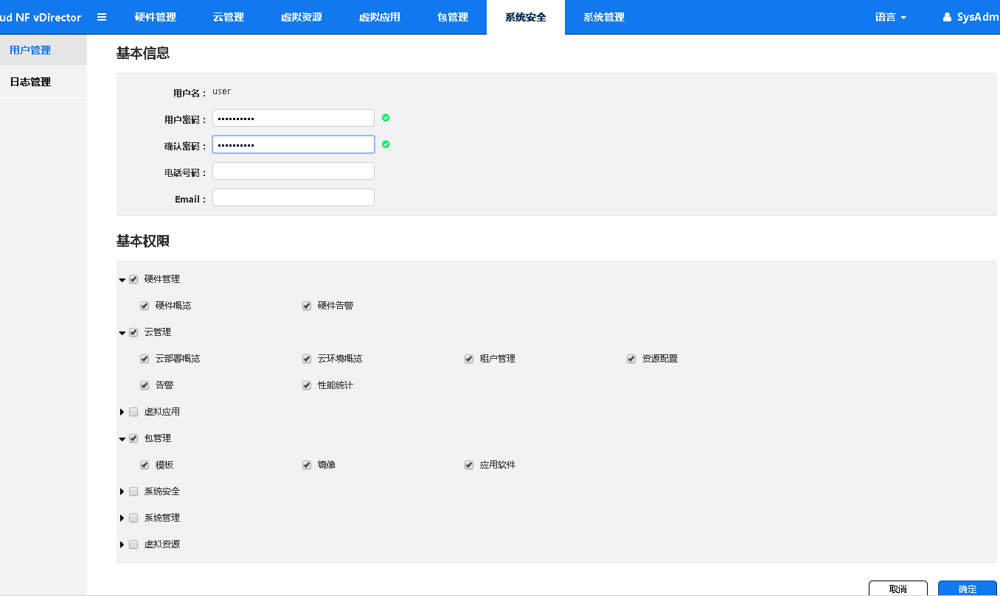 ud NF vDirector 硬件管理 云管理 虚拟资源 虚拟应用 包管理 系统安全 系统管理 语言 SysAdm
用户管理
日志管理
基本信息
用户名： user
用户密码： ••••••••••
确认密码： ••••••••••
电话号码：
Email：
基本权限
硬件管理
硬件概览 硬件告警
云管理
云部署概览 云环境概览 租户管理 资源配置
告警 性能统计
虚拟应用
包管理
模板 镜像 应用软件
系统安全
系统管理
虚拟资源
取消 确定